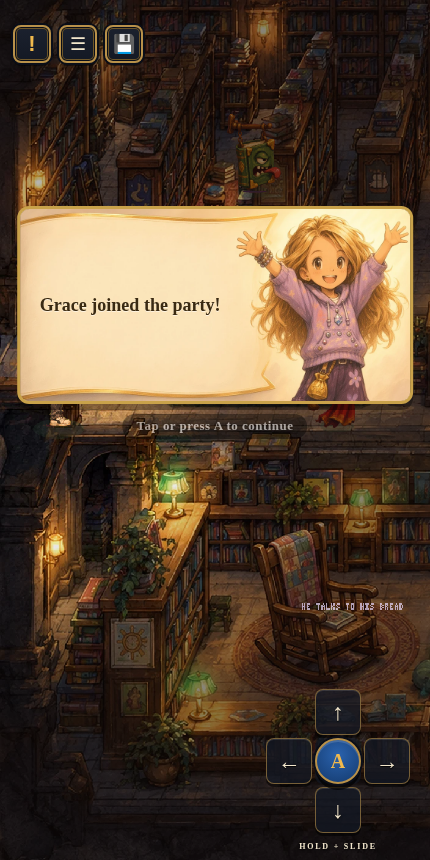 !
Grace joined the party!
Tap or press A to continue
HE TALKS TO HIS BREAD
↑
← A →
↓
HOLD + SLIDE